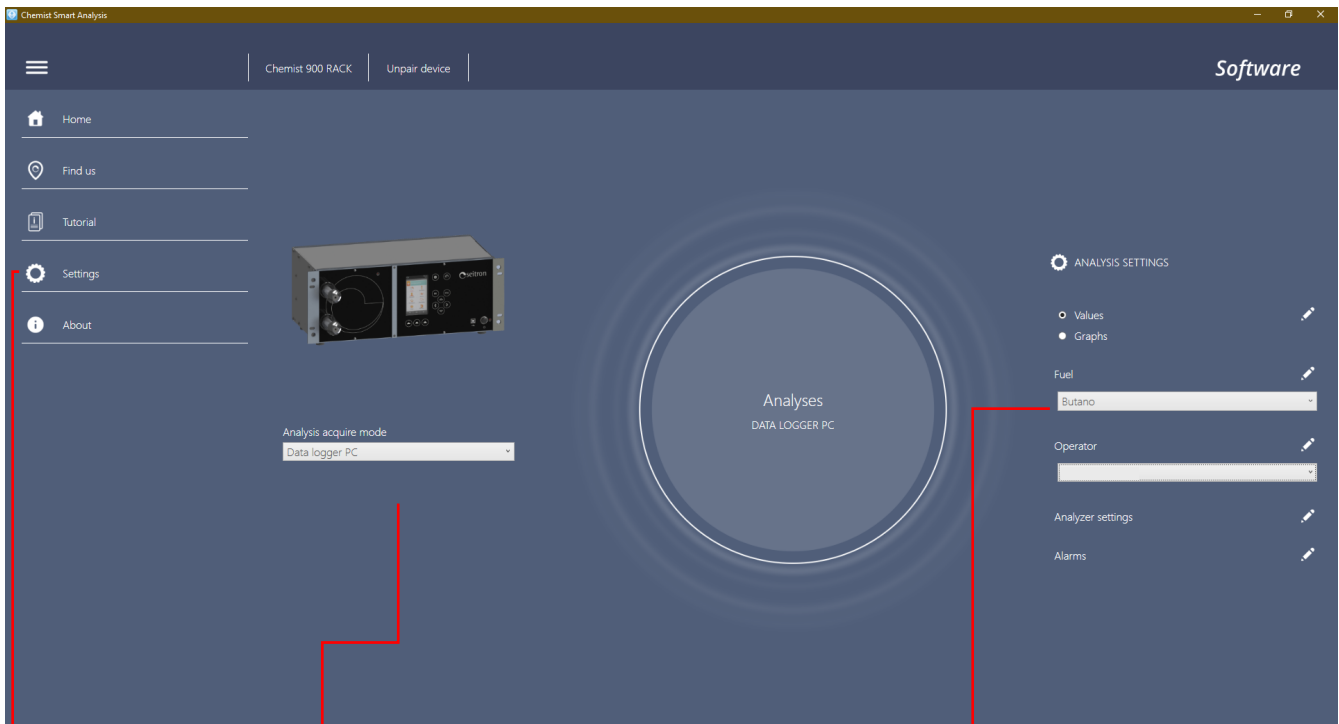 Chemist Smart Analysis
Chemist 900 RACK
Unpair device
Software
Home
Find us
Tutorial
Settings
About
seitron
Analysis acquire mode
Data logger PC
Analyses
DATA LOGGER PC
ANALYSIS SETTINGS
Values
Graphs
Fuel
Butano
Operator
Analyzer settings
Alarms